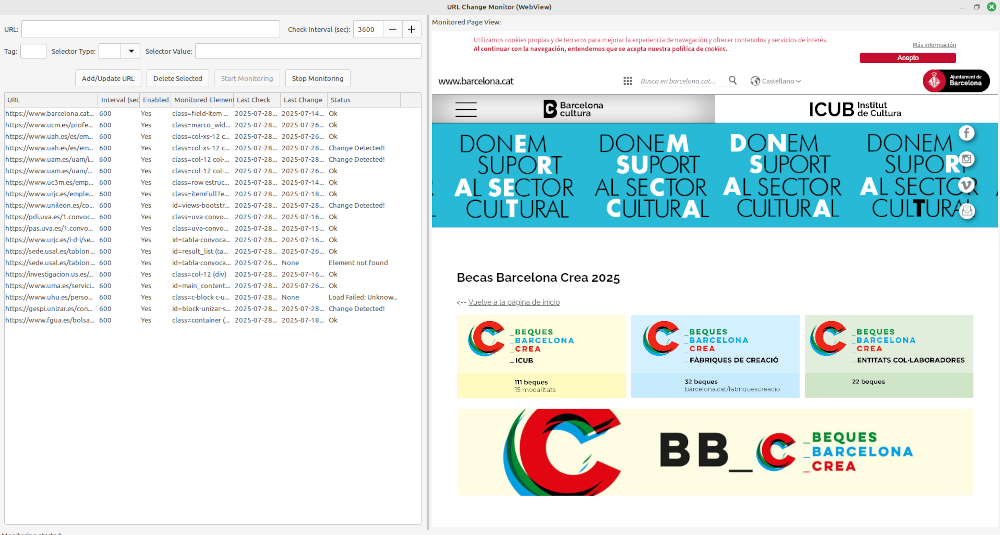 URL Change Monitor (WebView)
URL:
Check Interval (sec):
3600
Tag:
Selector Type:
Selector Value:
Add/Update URL
Delete Selected
Start Monitoring
Stop Monitoring
URL Interval (sec Enabled Monitored Elemen Last Check Last Change Status
https://www.barcelona.cat... 600 Yes class=field-item ... 2025-07-28... 2025-07-14... Ok
https://www.ucm.es/profe... 600 Yes class=marco_wid... 2025-07-28... 2025-07-26... Ok
https://www.uah.es/es/em... 600 Yes class=col-xs-12 c... 2025-07-28... 2025-07-26... Ok
https://www.uah.es/es/em... 600 Yes class=col-xs-12 c... 2025-07-28... 2025-07-28... Change Detected!
https://www.uam.es/uam/i... 600 Yes class=col-12 col-... 2025-07-28... 2025-07-28... Change Detected!
https://www.uam.es/uam/... 600 Yes class=col-12 col-... 2025-07-28... 2025-07-26... Ok
https://www.uc3m.es/emp... 600 Yes class=row estruc... 2025-07-28... 2025-07-14... Ok
https://www.urjc.es/emple... 600 Yes class=itemFullTe... 2025-07-28... 2025-07-18... Ok
https://www.unileon.es/co... 600 Yes id=views-bootstr... 2025-07-28... 2025-07-28... Change Detected!
https://pdi.uva.es/1.convoc... 600 Yes class=uva-convo... 2025-07-28... 2025-07-16... Ok
https://pas.uva.es/1.convo... 600 Yes class=uva-convo... 2025-07-28... 2025-07-15... Ok
https://www.urjc.es/i-d-i/se... 600 Yes id=tabla-convoca... 2025-07-28... 2025-07-16... Ok
https://sede.usal.es/tablon... 600 Yes id=result_list (ta... 2025-07-28... 2025-07-26... Ok
https://sede.usal.es/tablon... 600 Yes id=tabla-convoca... 2025-07-28... None Element not found
https://investigacion.us.es/... 600 Yes class=col-12 (div) 2025-07-28... 2025-07-16... Ok
https://www.uma.es/servici... 600 Yes id=main_content... 2025-07-28... 2025-07-26... Ok
https://www.uhu.es/perso... 600 Yes class=c-block c-u... 2025-07-28... None Load Failed: Unknow...
https://gespi.unizar.es/con... 600 Yes id=block-unizar-s... 2025-07-28... 2025-07-28... Change Detected!
https://www.fgua.es/bolsa... 600 Yes class=container (... 2025-07-28... 2025-07-18... Ok
Monitored Page View:
Utilizamos cookies propias y de terceros para mejorar la experiencia de navegación y ofrecer contenidos y servicios de interés.
Al continuar con la navegación, entendemos que se acepta nuestra política de cookies.
Más información
Acepto
www.barcelona.cat
Busca en barcelona.cat...
Castellano
Ajuntament de
Barcelona
Barcelona
cultura
ICUB Institut
de Cultura
DONEM DONEM DONEM DONEM
SUPORT SUPORT SUPORT SUPORT
AL SECTOR AL SECTOR AL SECTOR AL SECTOR
CULTURAL CULTURAL CULTURAL CULTURAL
Becas Barcelona Crea 2025
<-- Vuelve a la página de inicio
_BEQUES
BARCELONA
CREA
_ICUB
111 beques
15 modalitats
_BEQUES
_BARCELONA
_CREA
_FÀBRIQUES DE CREACIÓ
32 beques
barcelona.cat/fabriquescreacio
_BEQUES
_BARCELONA
_CREA
_ENTITATS COL·LABORADORES
22 beques
BB_
_BEQUES
_BARCELONA
_CREA